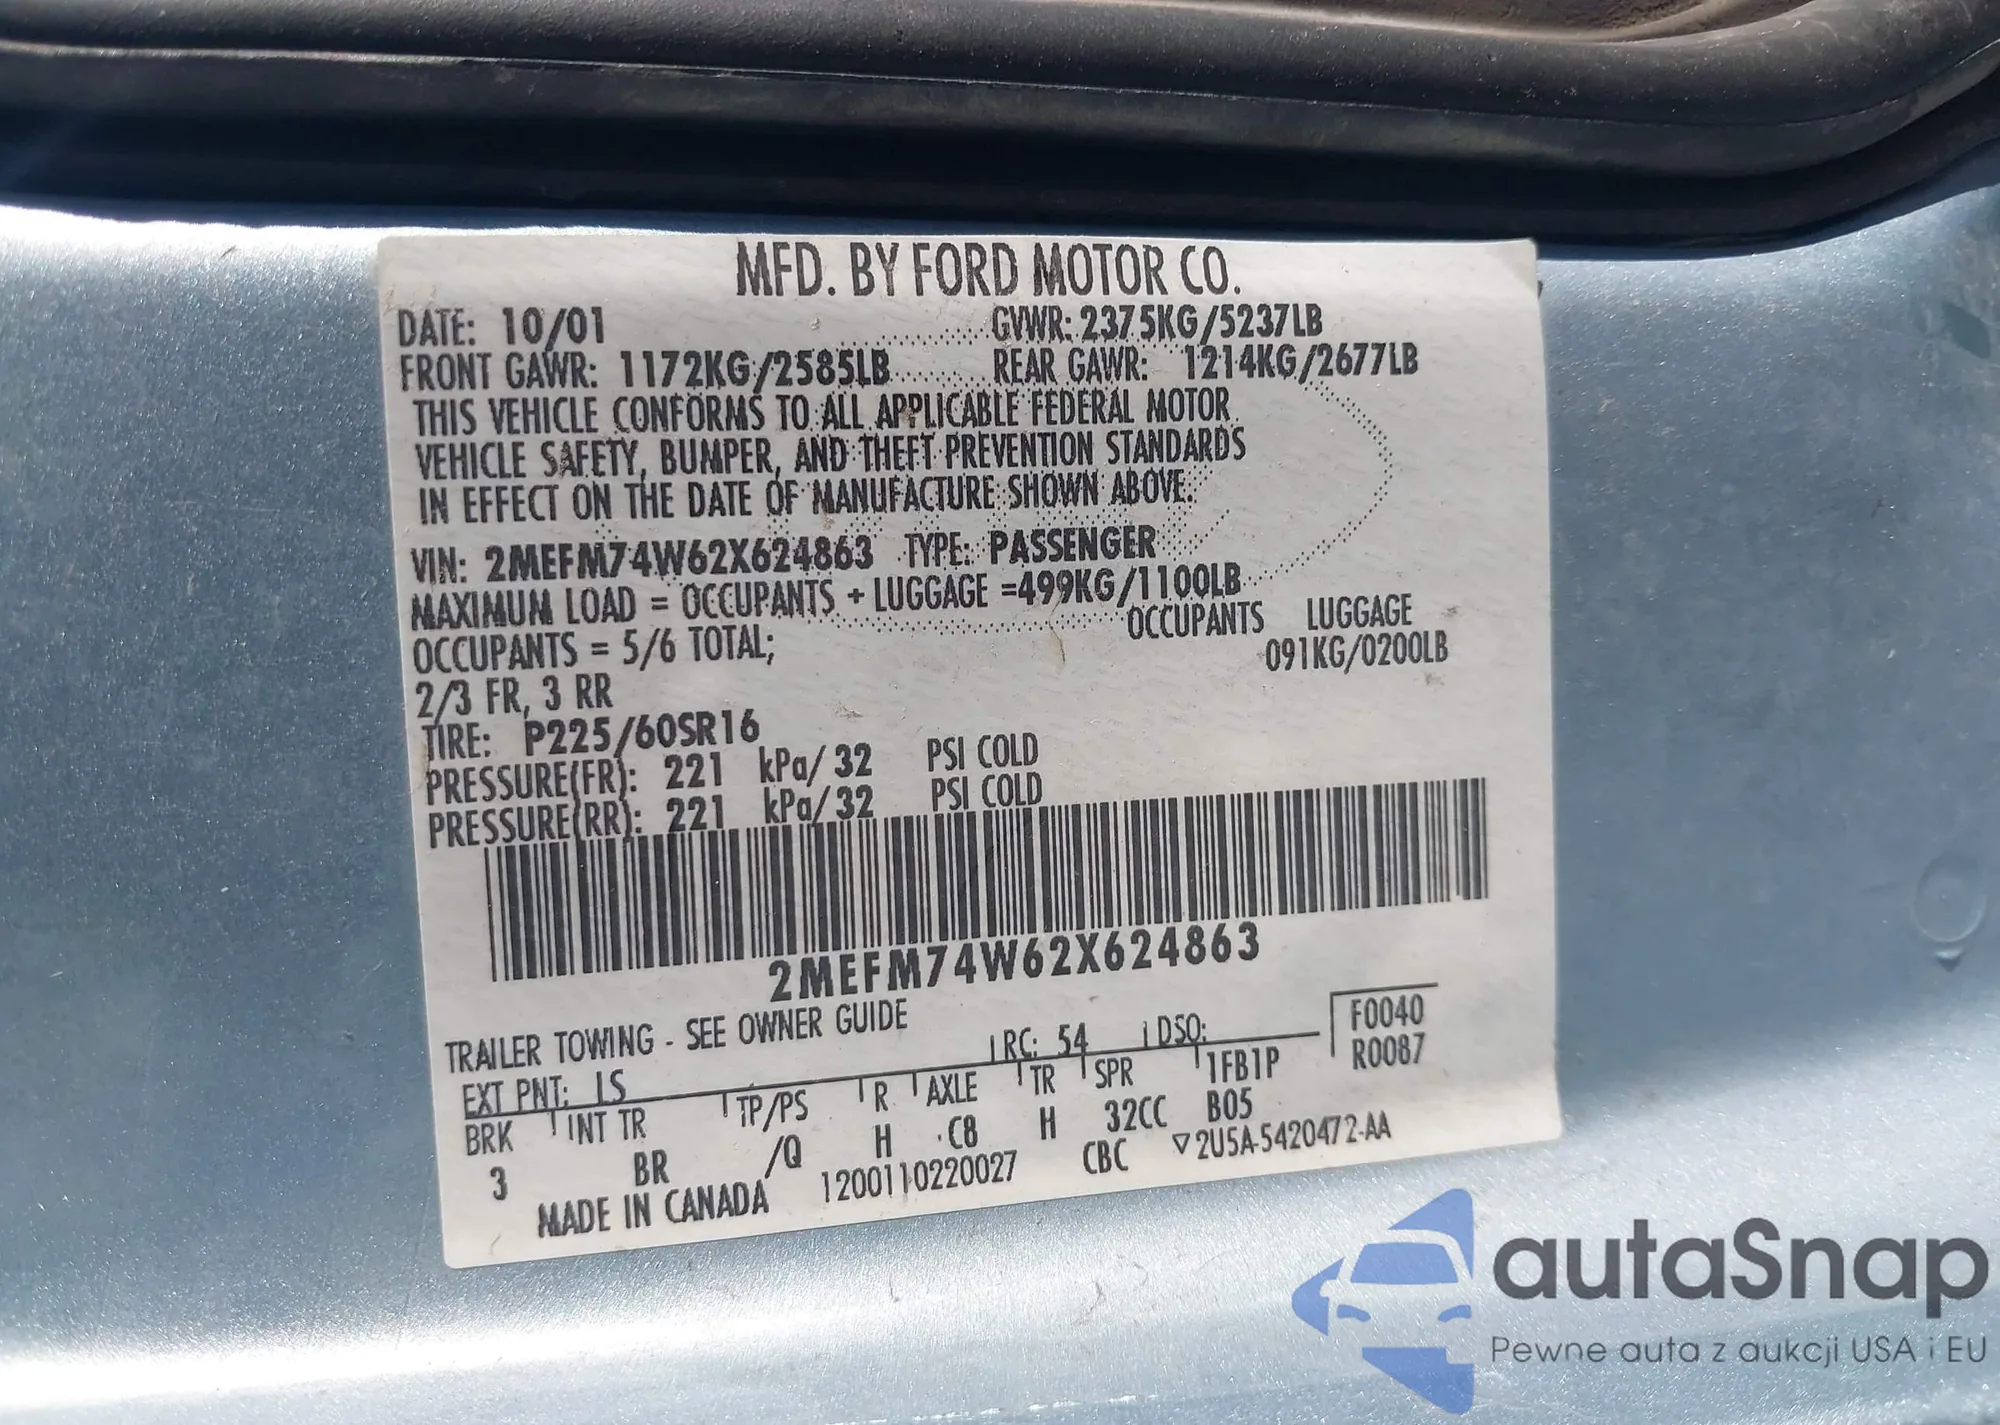 MFD. BY FORD MOTOR CO.
DATE: 10/01 GVWR: 2375KG/5237LB
FRONT GAWR: 1172KG/2585LB REAR GAWR: 1214KG/2677LB
THIS VEHICLE CONFORMS TO ALL APPLICABLE FEDERAL MOTOR
VEHICLE SAFETY, BUMPER, AND THEFT PREVENTION STANDARDS
IN EFFECT ON THE DATE OF MANUFACTURE SHOWN ABOVE.
VIN: 2MEFM74W62X624863 TYPE: PASSENGER
MAXIMUM LOAD = OCCUPANTS + LUGGAGE =499KG/1100LB
OCCUPANTS = 5/6 TOTAL; OCCUPANTS LUGGAGE
2/3 FR, 3 RR 091KG/0200LB
TIRE: P225/60SR16
PRESSURE(FR): 221 kPa/ 32 PSI COLD
PRESSURE(RR): 221 kPa/ 32 PSI COLD
2MEFM74W62X624863
TRAILER TOWING - SEE OWNER GUIDE
EXT PNT: LS RC: 54 DSO: F0040
R0087
BRK INT TR TP/PS R AXLE TR SPR 1FB1P
3 BR /Q H C8 H 32CC B05
MADE IN CANADA 1200110220027 CBC ▽2U5A-5420472-AA
autaSnap
Pewne auta z aukcji USA i EU